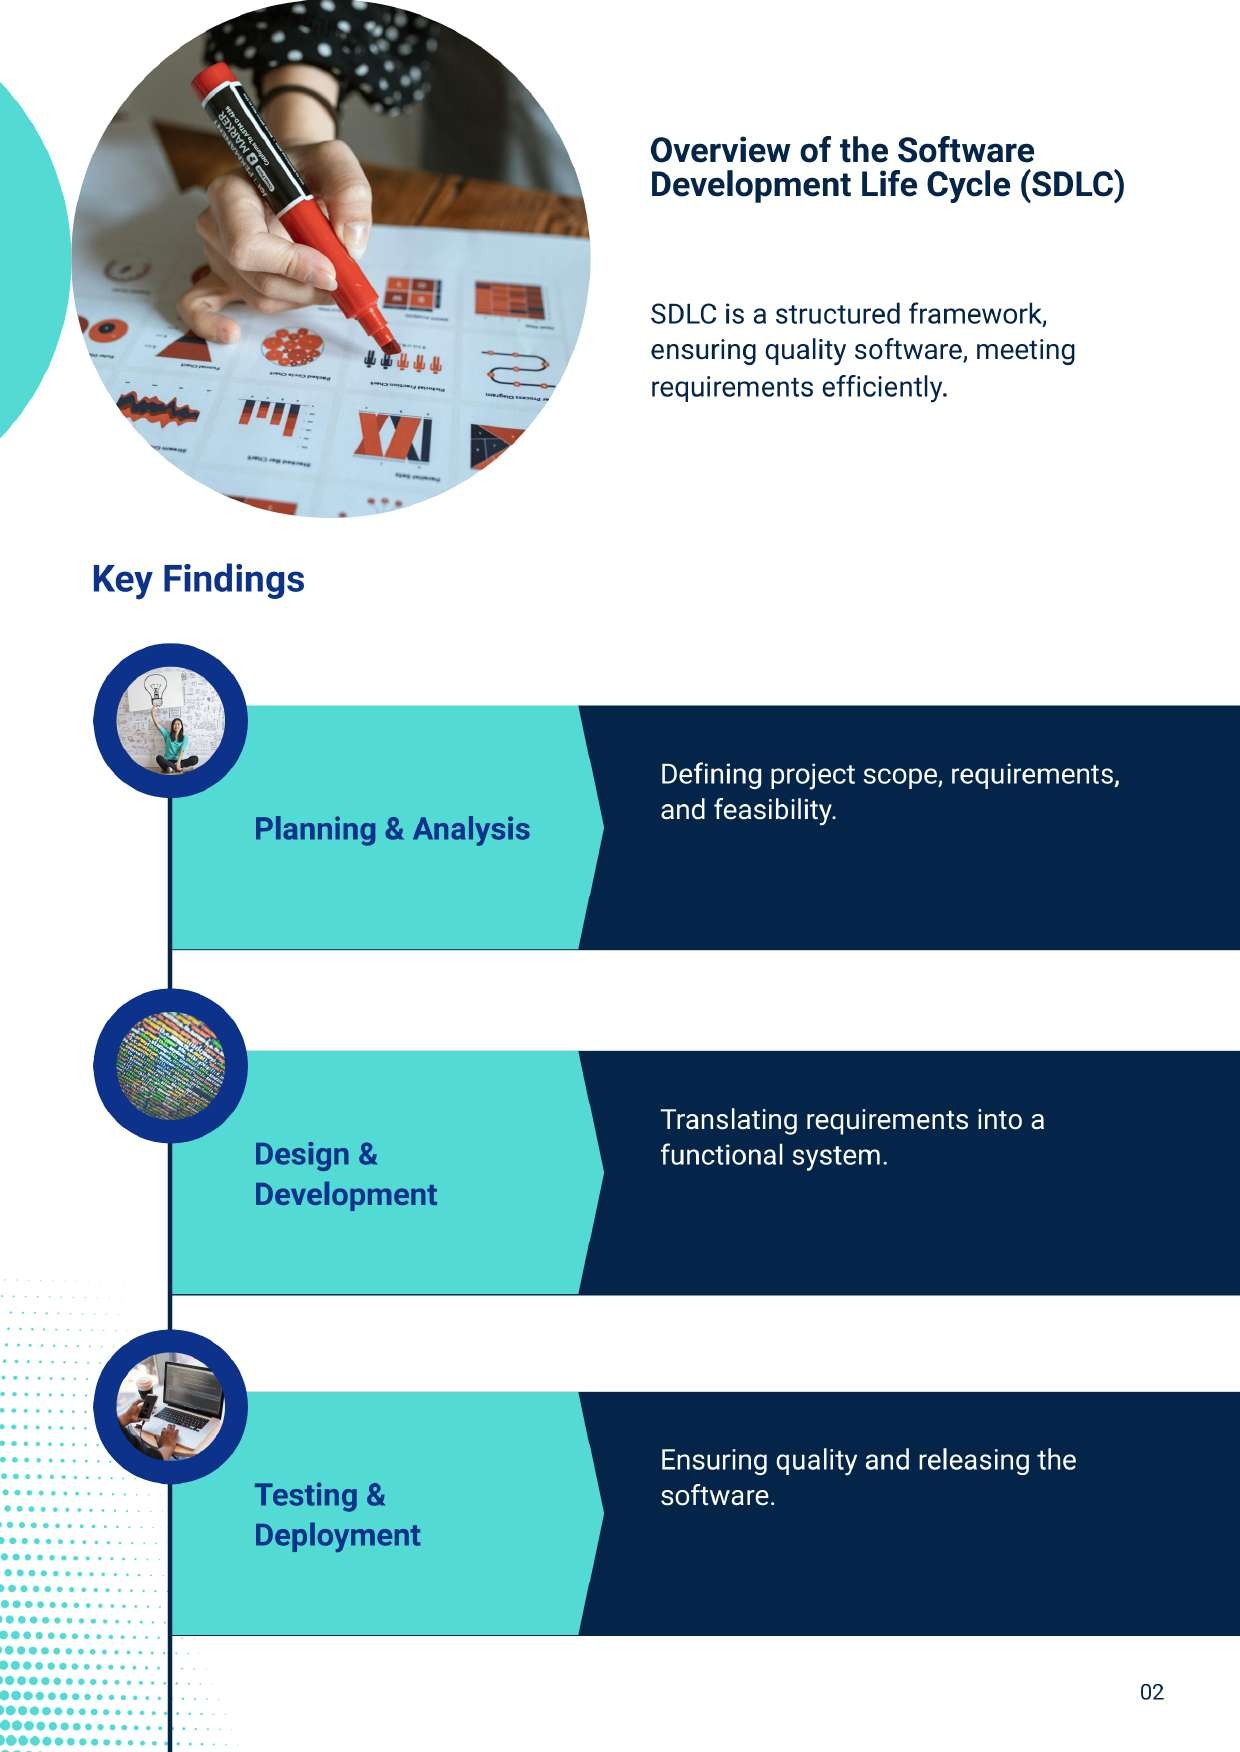 MARKER
Overview of the Software
Development Life Cycle (SDLC)
SDLC is a structured framework,
ensuring quality software, meeting
requirements efficiently.
Key Findings
Planning & Analysis
Defining project scope, requirements,
and feasibility.
Design &
Development
Translating requirements into a
functional system.
Testing &
Deployment
Ensuring quality and releasing the
software.
02